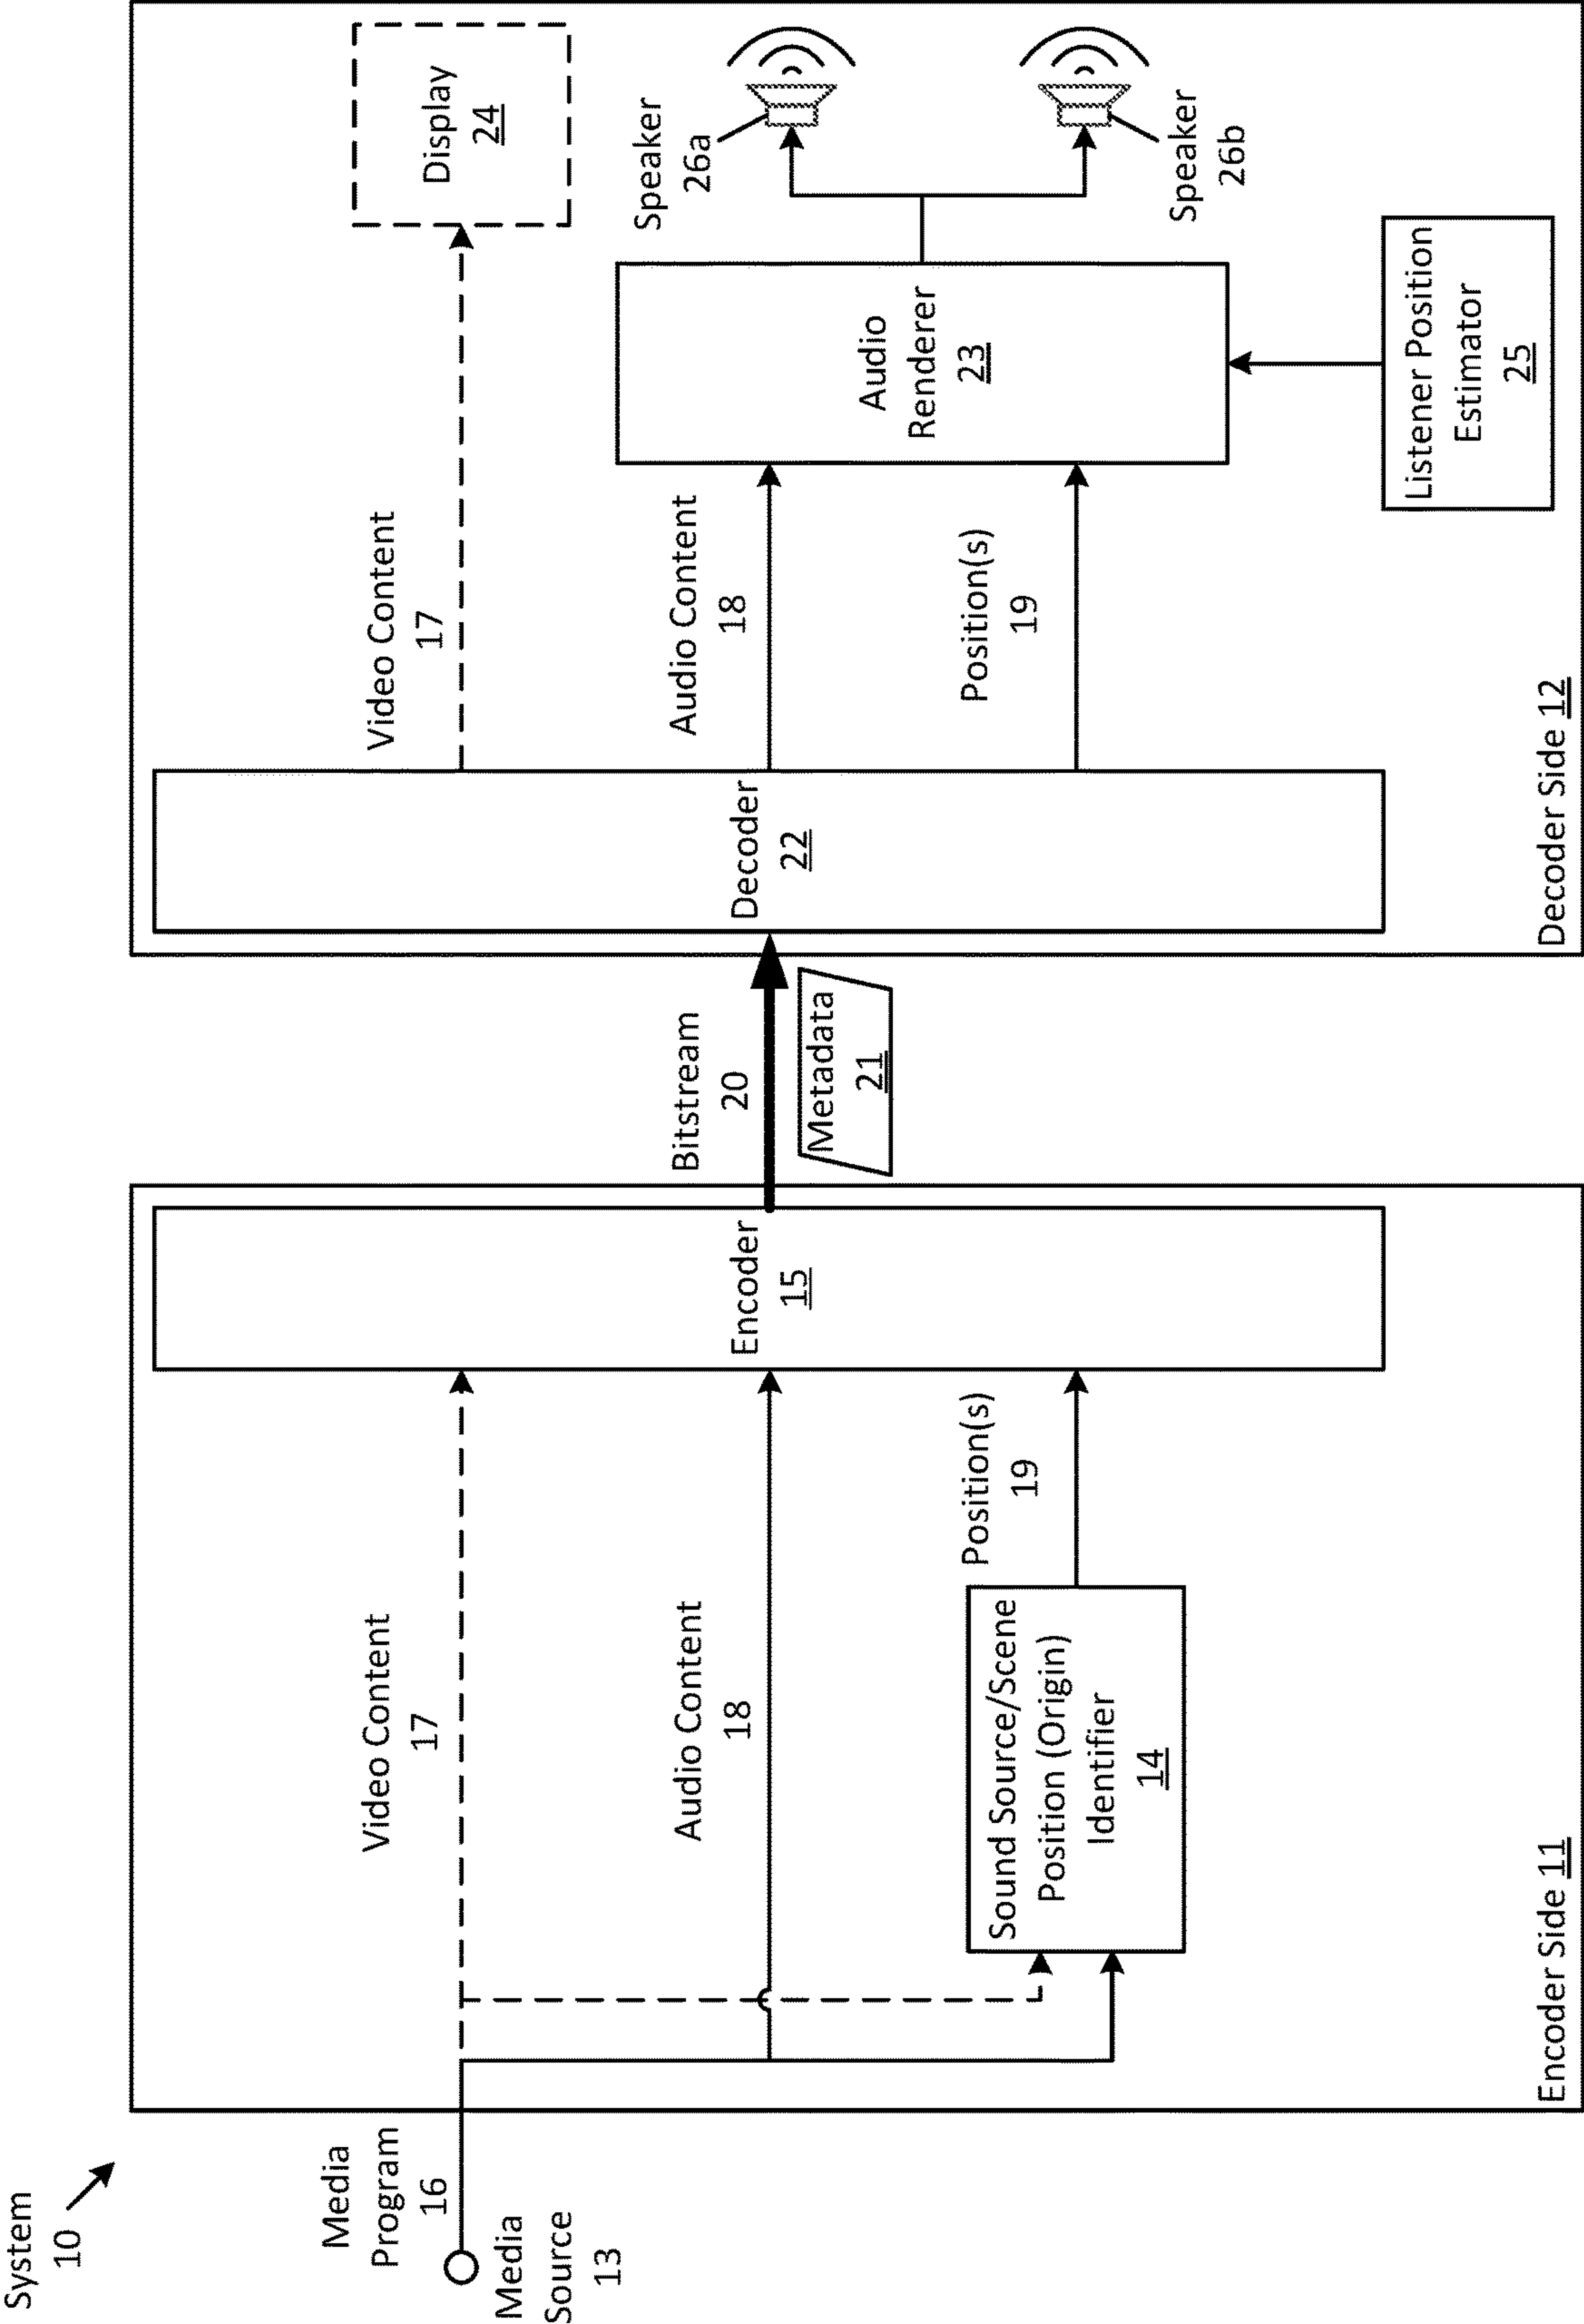 System
10
Media
Program
16
Media
Source
13
Video Content
17
Audio Content
18
Sound Source/Scene
Position (Origin)
Identifier
14
Position(s)
19
Encoder
15
Encoder Side 11
Bitstream
20
Metadata
21
Decoder
22
Video Content
17
Audio Content
18
Position(s)
19
Display
24
Audio
Renderer
23
Speaker
26a
Speaker
26b
Listener Position
Estimator
25
Decoder Side 12